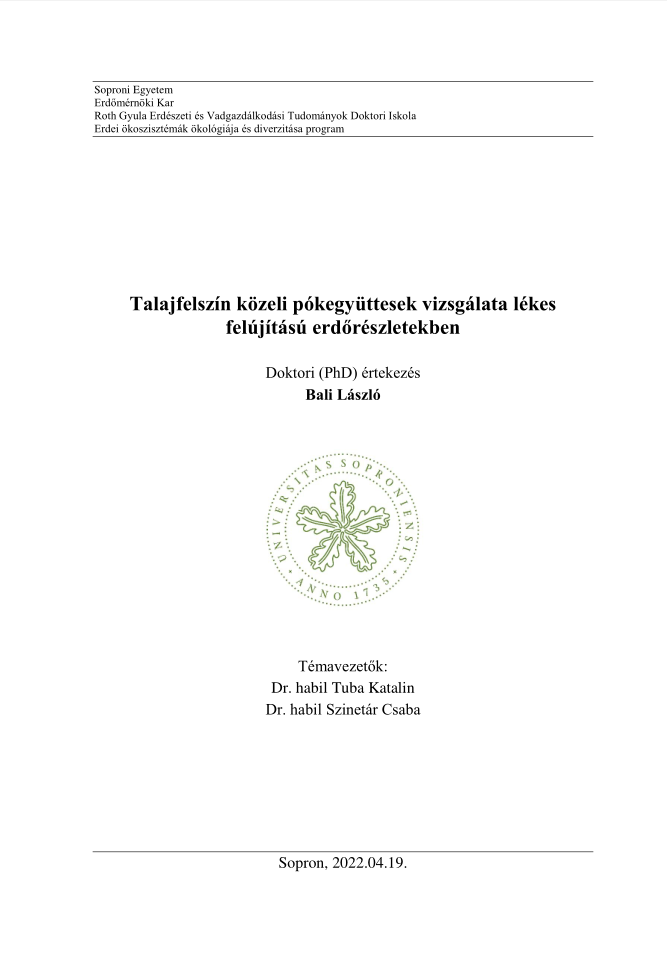 Soproni Egyetem
Erdőmérnöki Kar
Roth Gyula Erdészeti és Vadgazdálkodási Tudományok Doktori Iskola
Erdei ökoszisztémák ökológiája és diverzitása program
Talajfelszín közeli pókegyüttesek vizsgálata lékes
felújítású erdőrészletekben
Doktori (PhD) értekezés
Bali László
UNIVERSITAS SOPRONIENSIS
ANNO 1735
Témavezetők:
Dr. habil Tuba Katalin
Dr. habil Szinetár Csaba
Sopron, 2022.04.19.